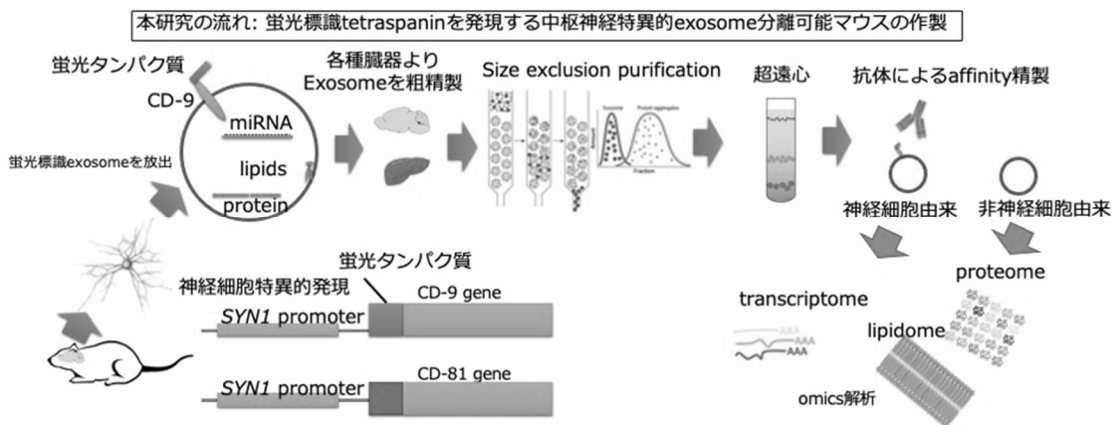 本研究の流れ: 蛍光標識tetraspaninを発現する中枢神経特異的exosome分離可能マウスの作製
蛍光タンパク質
CD-9
miRNA
lipids
protein
蛍光標識exosomeを放出
各種臓器より
Exosomeを粗精製
Size exclusion purification
Exosome
Protein aggregates
Amount
Fraction
超遠心
抗体によるaffinity精製
神経細胞由来
非神経細胞由来
神経細胞特異的発現
蛍光タンパク質
SYN1 promoter
CD-9 gene
SYN1 promoter
CD-81 gene
transcriptome
AAA
AAA
AAA
lipidome
proteome
omics解析